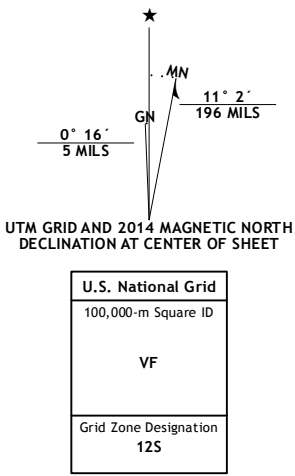 ★
MN
11° 2´
196 MILS
GN
0° 16´
5 MILS
UTM GRID AND 2014 MAGNETIC NORTH
DECLINATION AT CENTER OF SHEET
U.S. National Grid
100,000-m Square ID
VF
Grid Zone Designation
12S